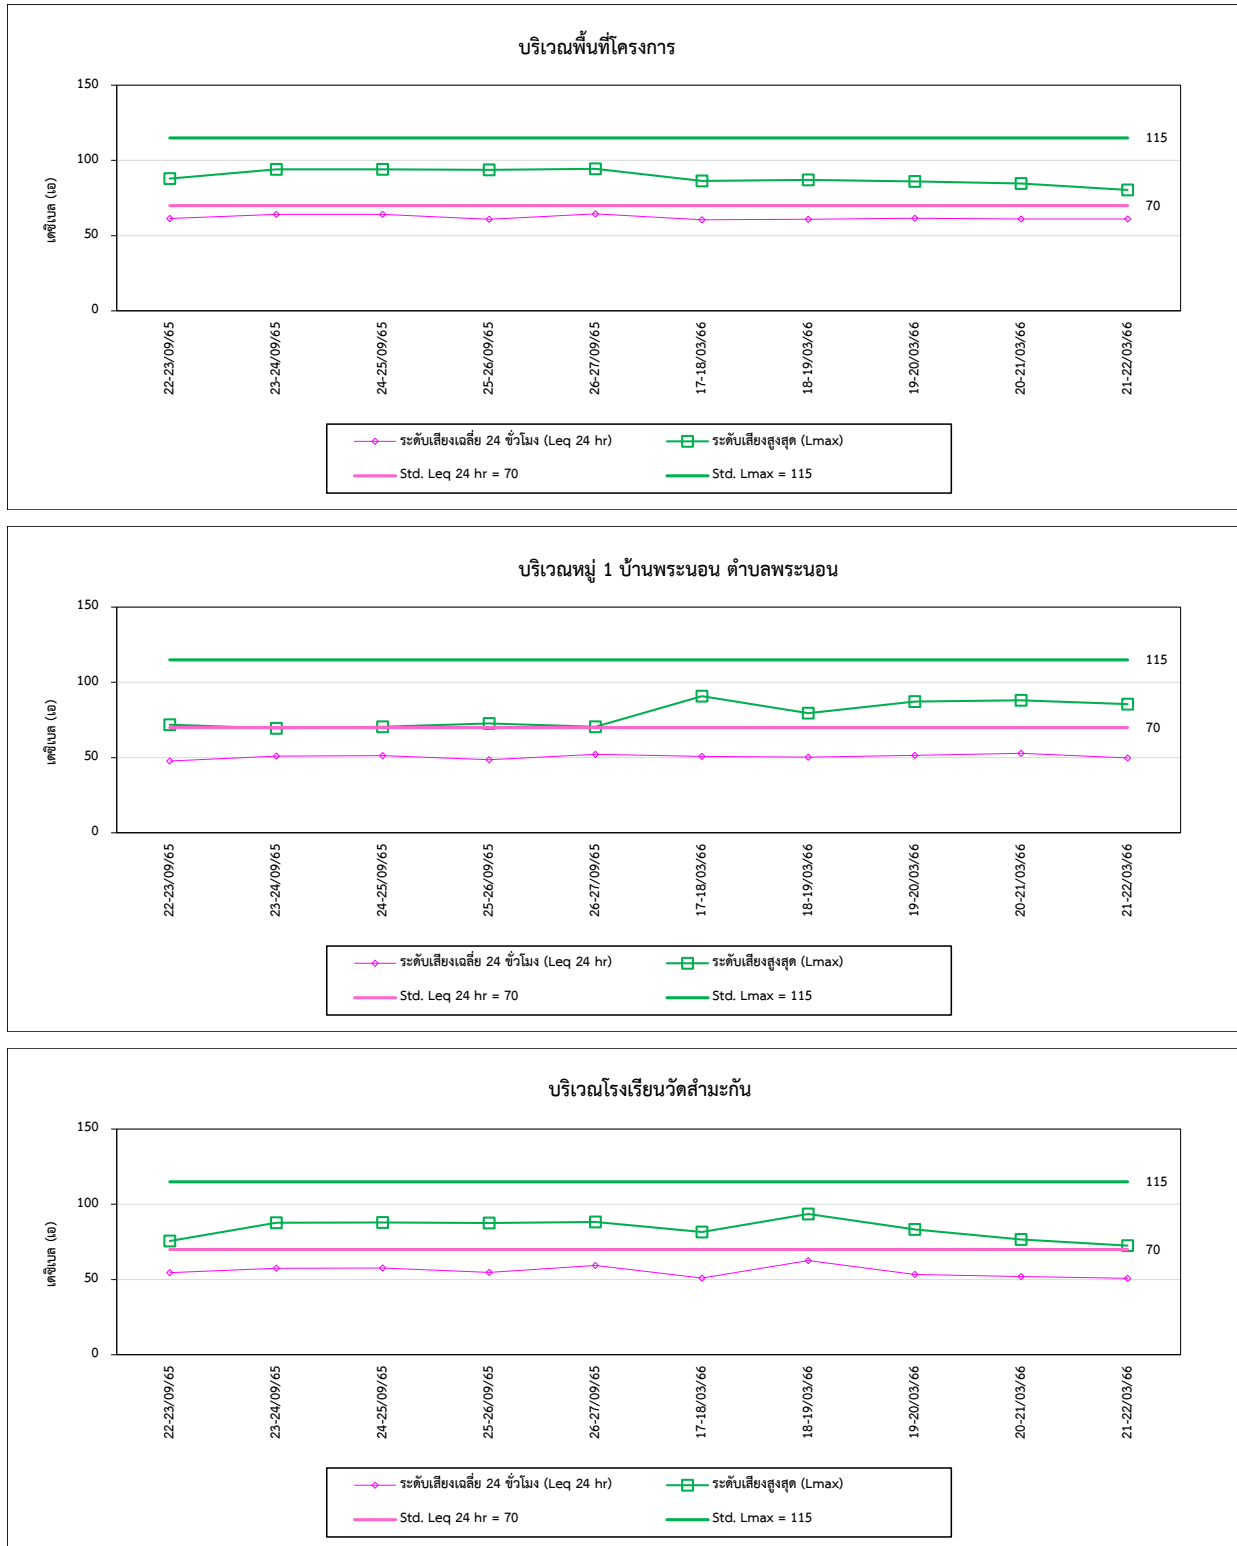 บริเวณพื้นที่โครงการ
150
100
50
0
เดซิเบล (เอ)
115
70
22-23/09/65
23-24/09/65
24-25/09/65
25-26/09/65
26-27/09/65
17-18/03/66
18-19/03/66
19-20/03/66
20-21/03/66
21-22/03/66
ระดับเสียงเฉลี่ย 24 ชั่วโมง (Leq 24 hr)
ระดับเสียงสูงสุด (Lmax)
Std. Leq 24 hr = 70
Std. Lmax = 115
บริเวณหมู่ 1 บ้านพระนอน ตำบลพระนอน
150
100
50
0
เดซิเบล (เอ)
115
70
22-23/09/65
23-24/09/65
24-25/09/65
25-26/09/65
26-27/09/65
17-18/03/66
18-19/03/66
19-20/03/66
20-21/03/66
21-22/03/66
ระดับเสียงเฉลี่ย 24 ชั่วโมง (Leq 24 hr)
ระดับเสียงสูงสุด (Lmax)
Std. Leq 24 hr = 70
Std. Lmax = 115
บริเวณโรงเรียนวัดสำมะกัน
150
100
50
0
เดซิเบล (เอ)
115
70
22-23/09/65
23-24/09/65
24-25/09/65
25-26/09/65
26-27/09/65
17-18/03/66
18-19/03/66
19-20/03/66
20-21/03/66
21-22/03/66
ระดับเสียงเฉลี่ย 24 ชั่วโมง (Leq 24 hr)
ระดับเสียงสูงสุด (Lmax)
Std. Leq 24 hr = 70
Std. Lmax = 115